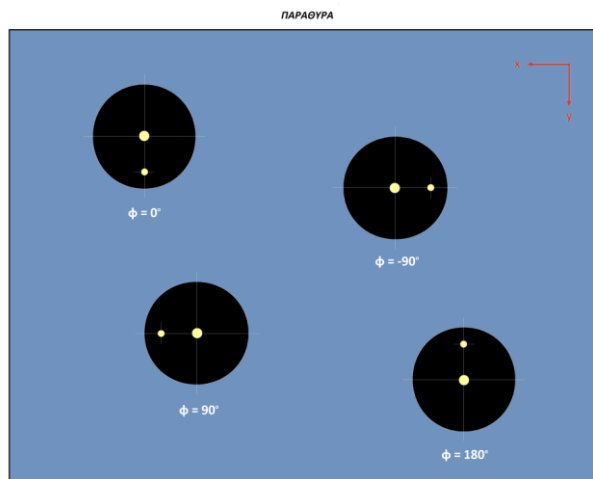 ΠΑΡΑΘΥΡΑ
x
y
ϕ = 0°
ϕ = -90°
ϕ = 90°
ϕ = 180°